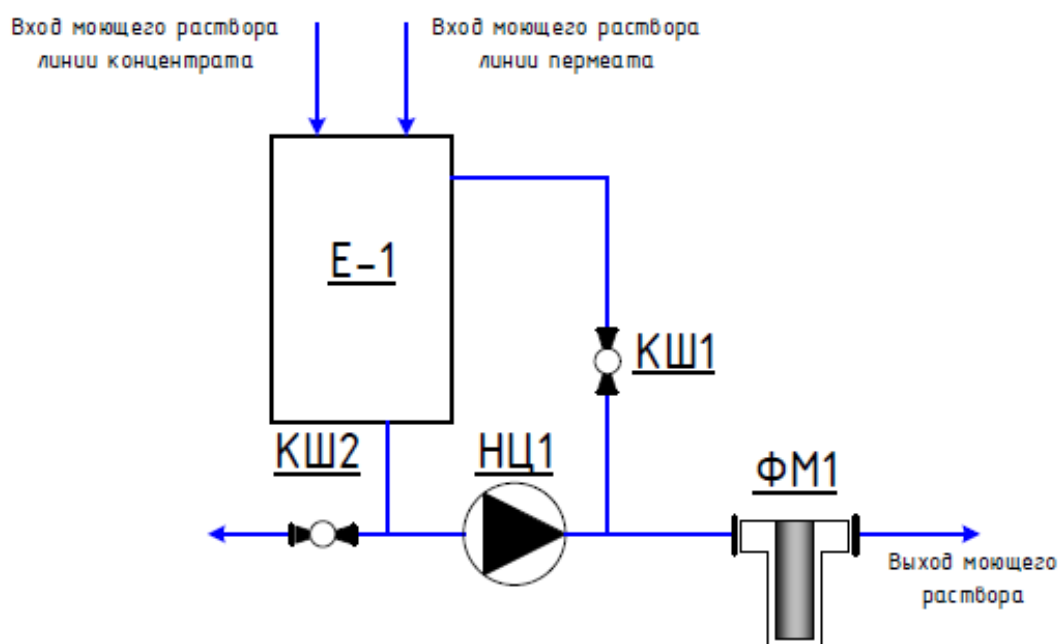 Вход моющего раствора
линии концентрата
Вход моющего раствора
линии пермеата
Е-1
КШ1
КШ2
НЦ1
ФМ1
Выход моющего
раствора